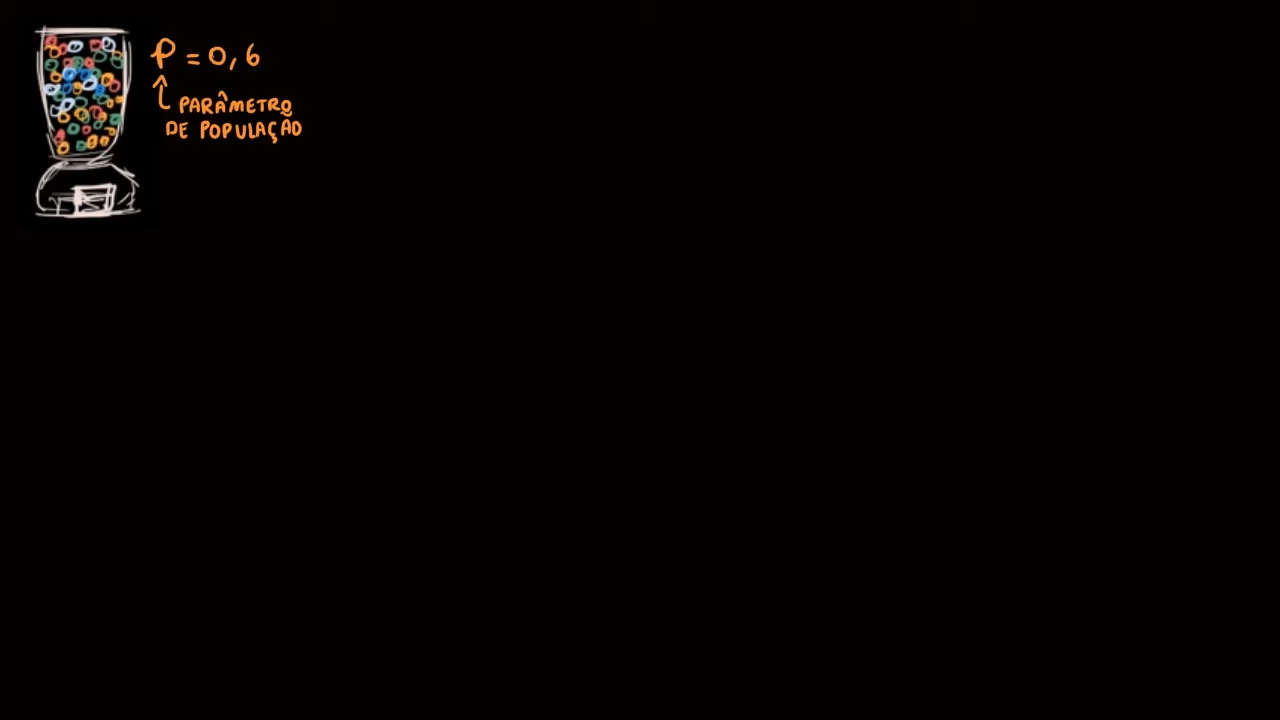 P = 0,6
PARÂMETRO
DE POPULAÇÃO